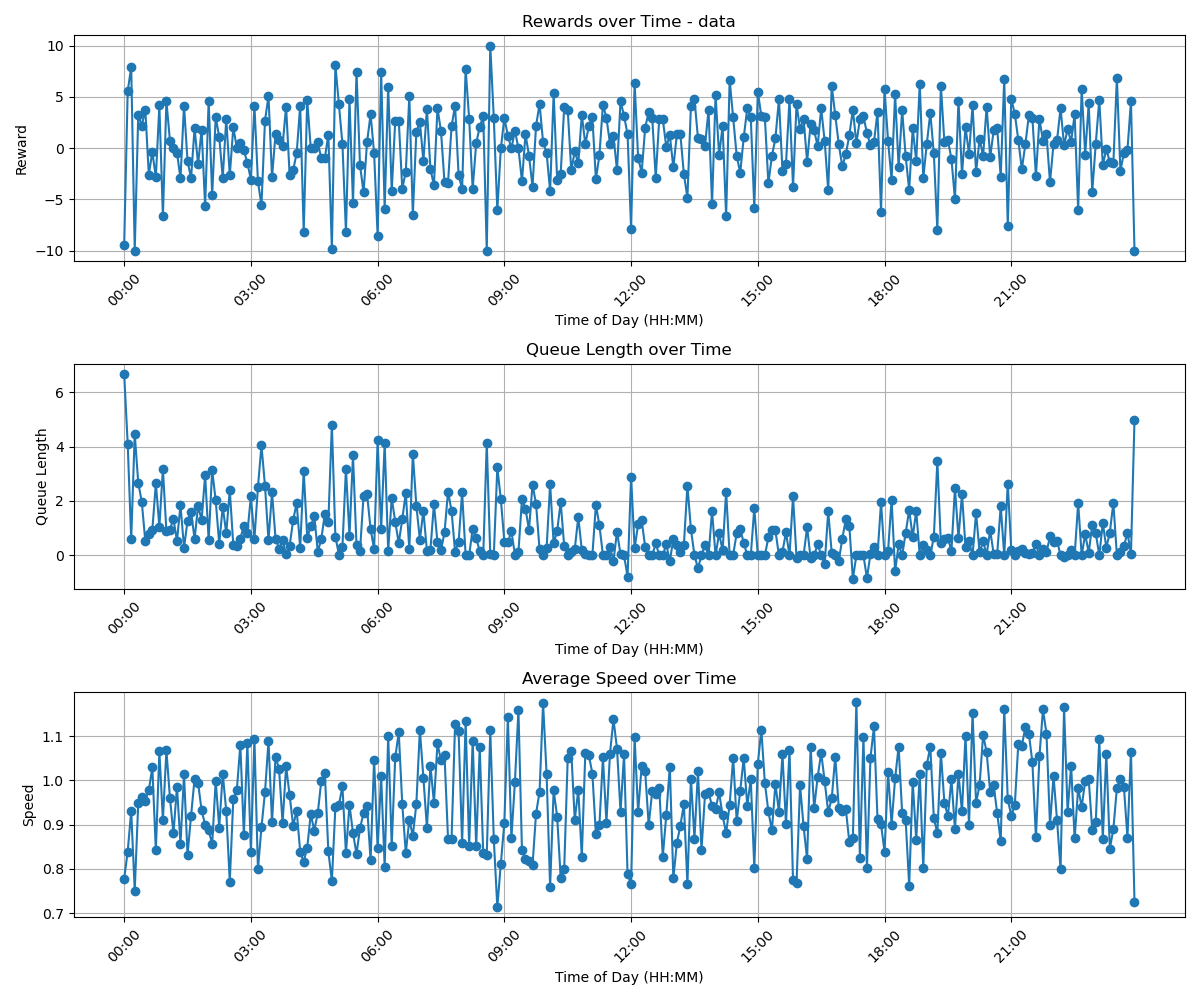 Rewards over Time - data
10
5
0
−5
−10
Reward
00:00 03:00 06:00 09:00 12:00 15:00 18:00 21:00
Time of Day (HH:MM)
Queue Length over Time
6
4
2
0
Queue Length
00:00 03:00 06:00 09:00 12:00 15:00 18:00 21:00
Time of Day (HH:MM)
Average Speed over Time
1.1
1.0
0.9
0.8
0.7
Speed
00:00 03:00 06:00 09:00 12:00 15:00 18:00 21:00
Time of Day (HH:MM)